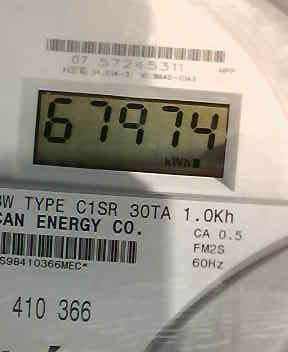 07 57245311
67974
kWh
W TYPE C1SR 30TA 1.0Kh
CAN ENERGY CO.
CA 0.5
FM2S
60Hz
S98410366MEC*
410 366